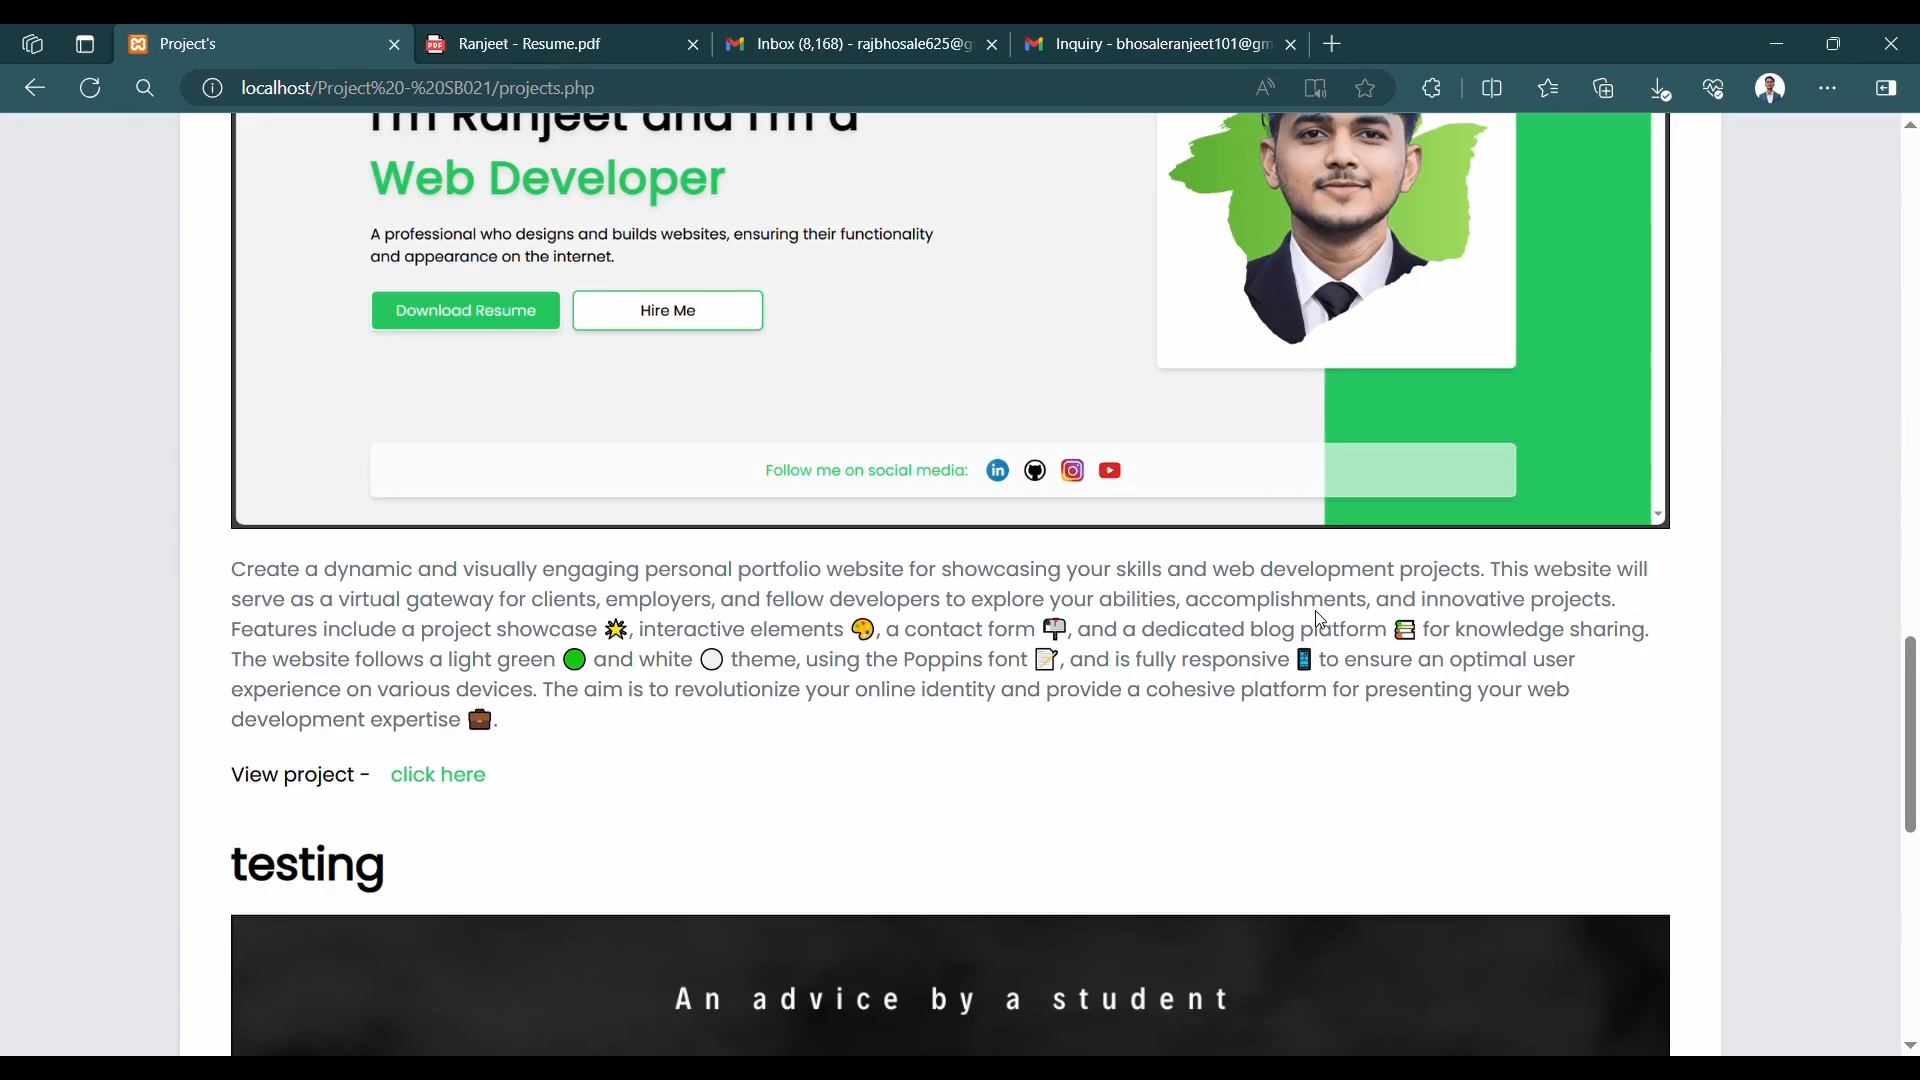 Project's
Ranjeet - Resume.pdf
Inbox (8,168) - rajbhosale625@g
Inquiry - bhosaleranjeet101@gm
localhost/Project%20-%20SB021/projects.php
I'm Ranjeet and I'm a
Web Developer
A professional who designs and builds websites, ensuring their functionality
and appearance on the internet.
Download Resume
Hire Me
Follow me on social media:
Create a dynamic and visually engaging personal portfolio website for showcasing your skills and web development projects. This website will
serve as a virtual gateway for clients, employers, and fellow developers to explore your abilities, accomplishments, and innovative projects.
Features include a project showcase 🌟, interactive elements 🎨, a contact form 📬, and a dedicated blog platform 📚 for knowledge sharing.
The website follows a light green 🟢 and white ⚪ theme, using the Poppins font 📝, and is fully responsive 📱 to ensure an optimal user
experience on various devices. The aim is to revolutionize your online identity and provide a cohesive platform for presenting your web
development expertise 💼.
View project - click here
testing
An advice by a student